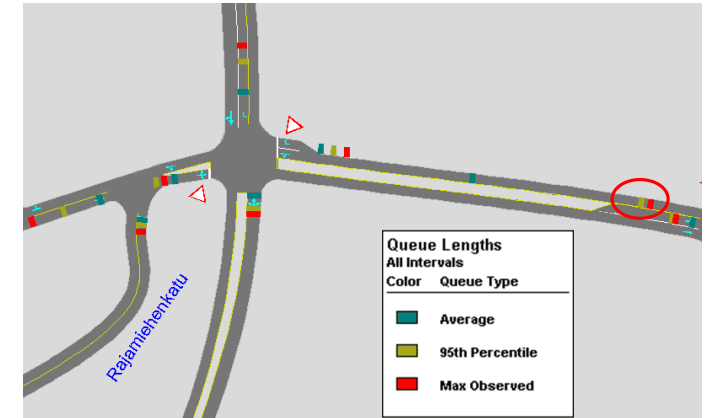 Rajamiehenkatu
Queue Lengths
All Intervals
Color Queue Type
Average
95th Percentile
Max Observed